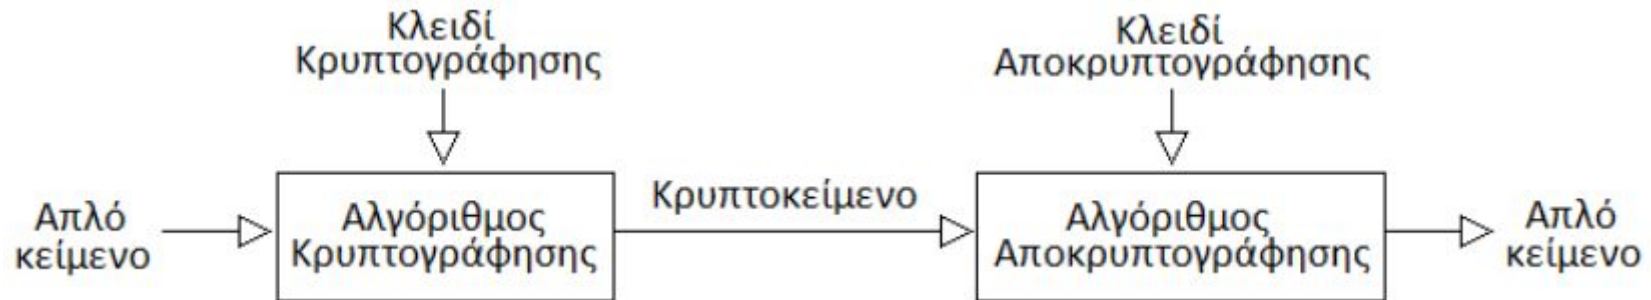 Κλειδί
Κρυπτογράφησης
Κλειδί
Αποκρυπτογράφησης
Απλό
κείμενο
Αλγόριθμος
Κρυπτογράφησης
Κρυπτοκείμενο
Αλγόριθμος
Αποκρυπτογράφησης
Απλό
κείμενο